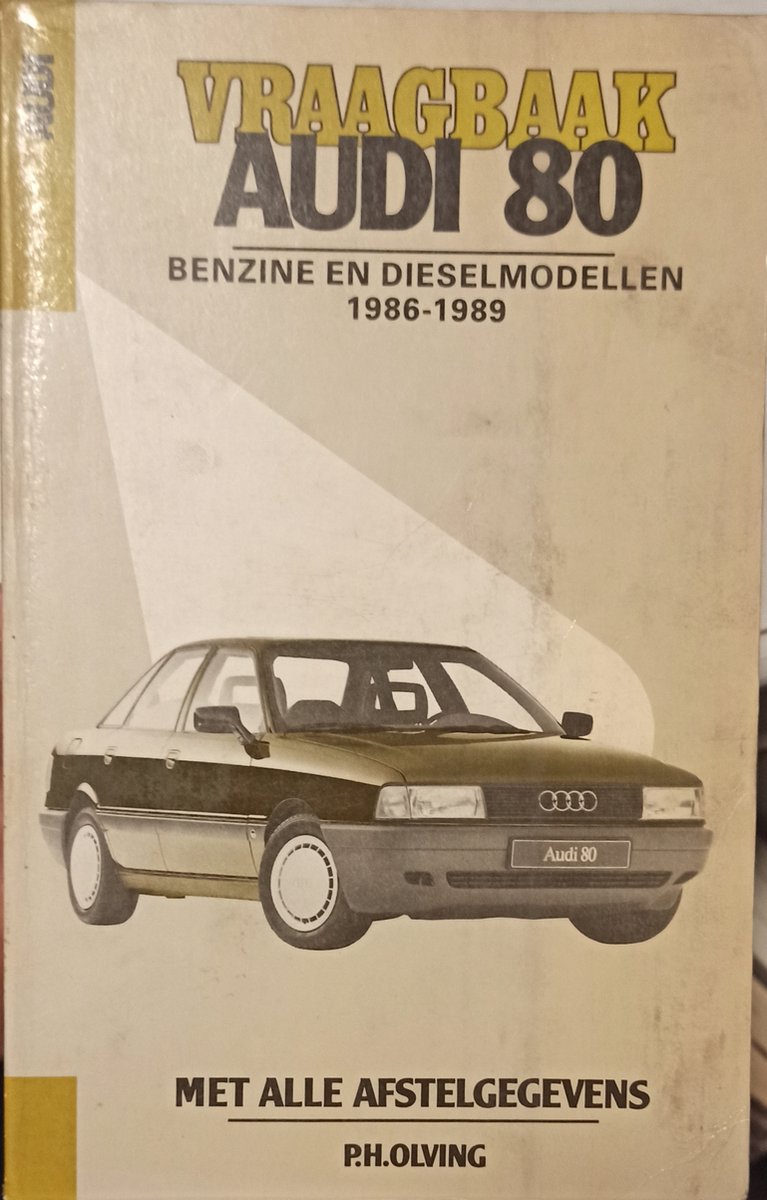 AUDI
VRAAGBAAK
AUDI 80
BENZINE EN DIESELMODELLEN
1986-1989
Audi 80
MET ALLE AFSTELGEGEVENS
P.H.OLVING